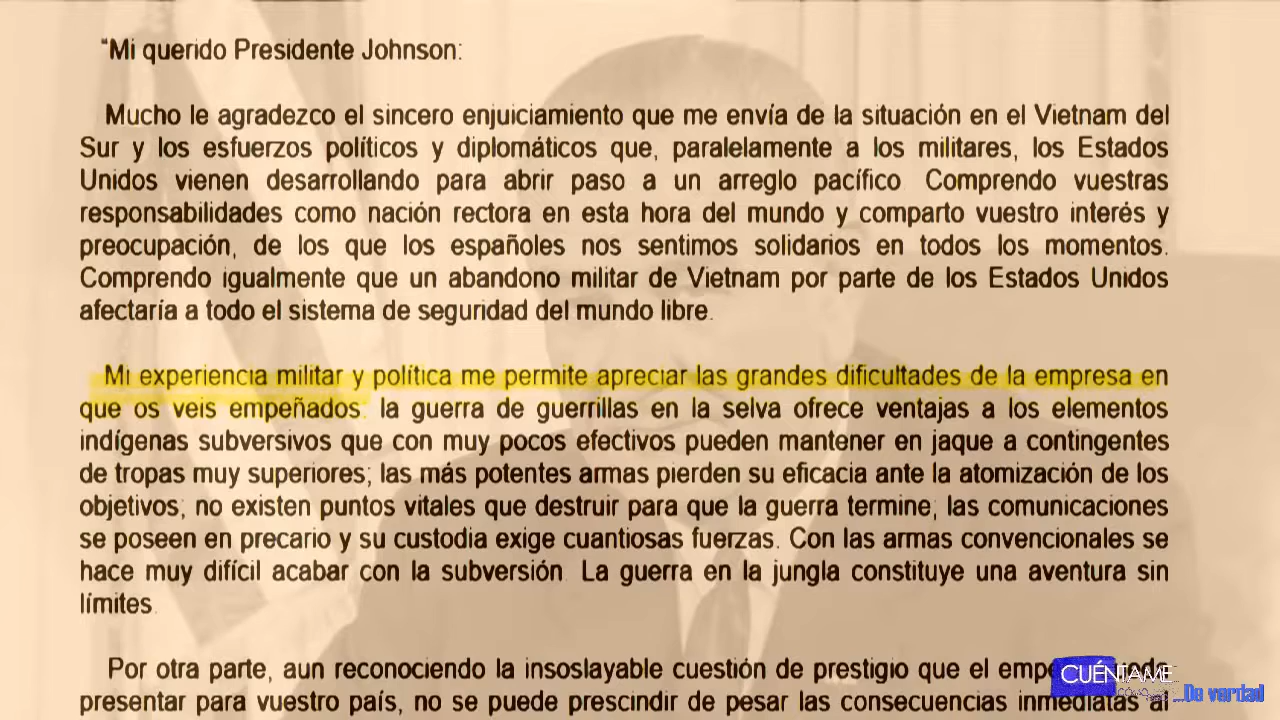 “Mi querido Presidente Johnson:
Mucho le agradezco el sincero enjuiciamiento que me envía de la situación en el Vietnam del
Sur y los esfuerzos políticos y diplomáticos que, paralelamente a los militares, los Estados
Unidos vienen desarrollando para abrir paso a un arreglo pacífico. Comprendo vuestras
responsabilidades como nación rectora en esta hora del mundo y comparto vuestro interés y
preocupación, de los que los españoles nos sentimos solidarios en todos los momentos.
Comprendo igualmente que un abandono militar de Vietnam por parte de los Estados Unidos
afectaría a todo el sistema de seguridad del mundo libre.
Mi experiencia militar y política me permite apreciar las grandes dificultades de la empresa en
que os veis empeñados: la guerra de guerrillas en la selva ofrece ventajas a los elementos
indígenas subversivos que con muy pocos efectivos pueden mantener en jaque a contingentes
de tropas muy superiores; las más potentes armas pierden su eficacia ante la atomización de los
objetivos; no existen puntos vitales que destruir para que la guerra termine; las comunicaciones
se poseen en precario y su custodia exige cuantiosas fuerzas. Con las armas convencionales se
hace muy difícil acabar con la subversión. La guerra en la jungla constituye una aventura sin
límites.
Por otra parte, aun reconociendo la insoslayable cuestión de prestigio que el
presentar para vuestro país, no se puede prescindir de pesar las consecuencias inmediatas al
CUÉNTAME
...De verdad